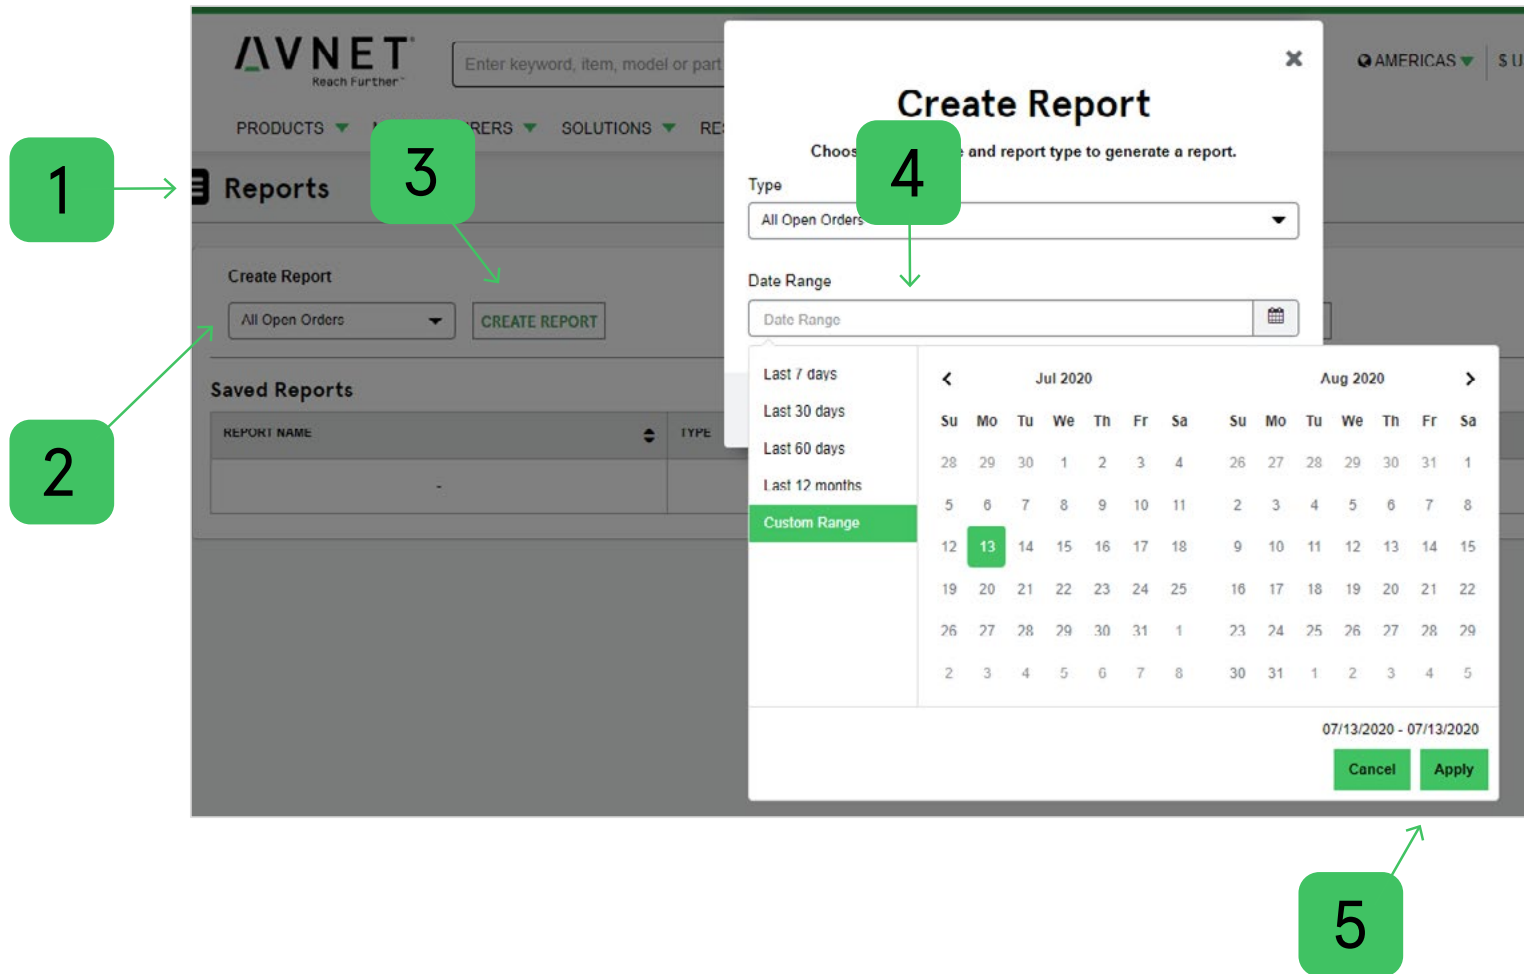 AVNET
Reach Further™
Enter keyword, item, model or part
AMERICAS
$ U
PRODUCTS
RERS
SOLUTIONS
RE
1
Reports
3
Create Report
All Open Orders
CREATE REPORT
2
Saved Reports
REPORT NAME
TYPE
-
Create Report
Choos e and report type to generate a report.
4
Type
All Open Orders
Date Range
Date Range
Last 7 days
Last 30 days
Last 60 days
Last 12 months
Custom Range
Jul 2020
Su Mo Tu We Th Fr Sa
28 29 30 1 2 3 4
5 6 7 8 9 10 11
12 13 14 15 16 17 18
19 20 21 22 23 24 25
26 27 28 29 30 31 1
2 3 4 5 6 7 8
Aug 2020
Su Mo Tu We Th Fr Sa
26 27 28 29 30 31 1
2 3 4 5 6 7 8
9 10 11 12 13 14 15
16 17 18 19 20 21 22
23 24 25 26 27 28 29
30 31 1 2 3 4 5
07/13/2020 - 07/13/2020
Cancel Apply
5